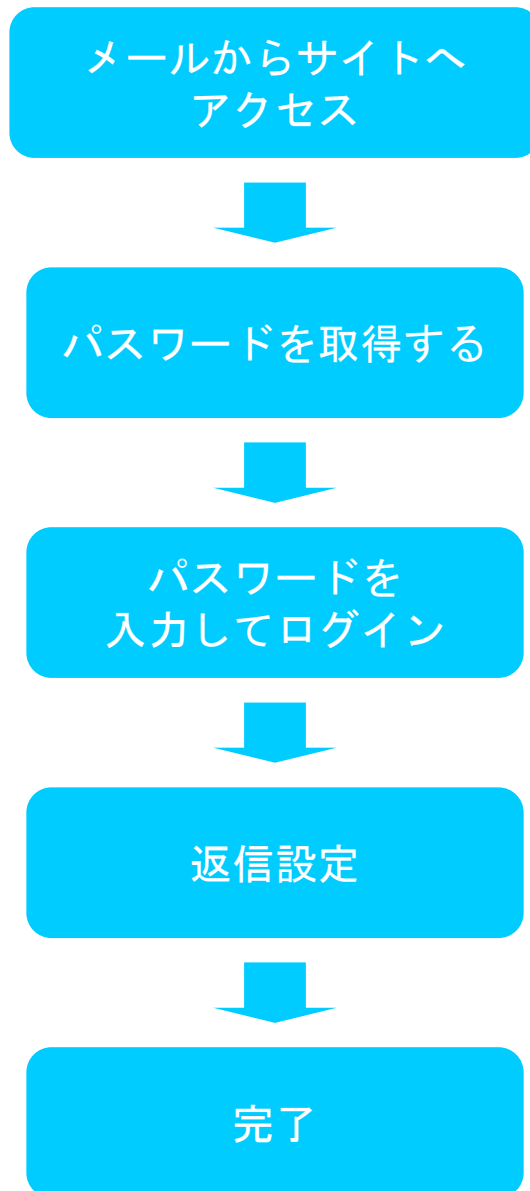 メールからサイトへ
アクセス
パスワードを取得する
パスワードを
入力してログイン
返信設定
完了